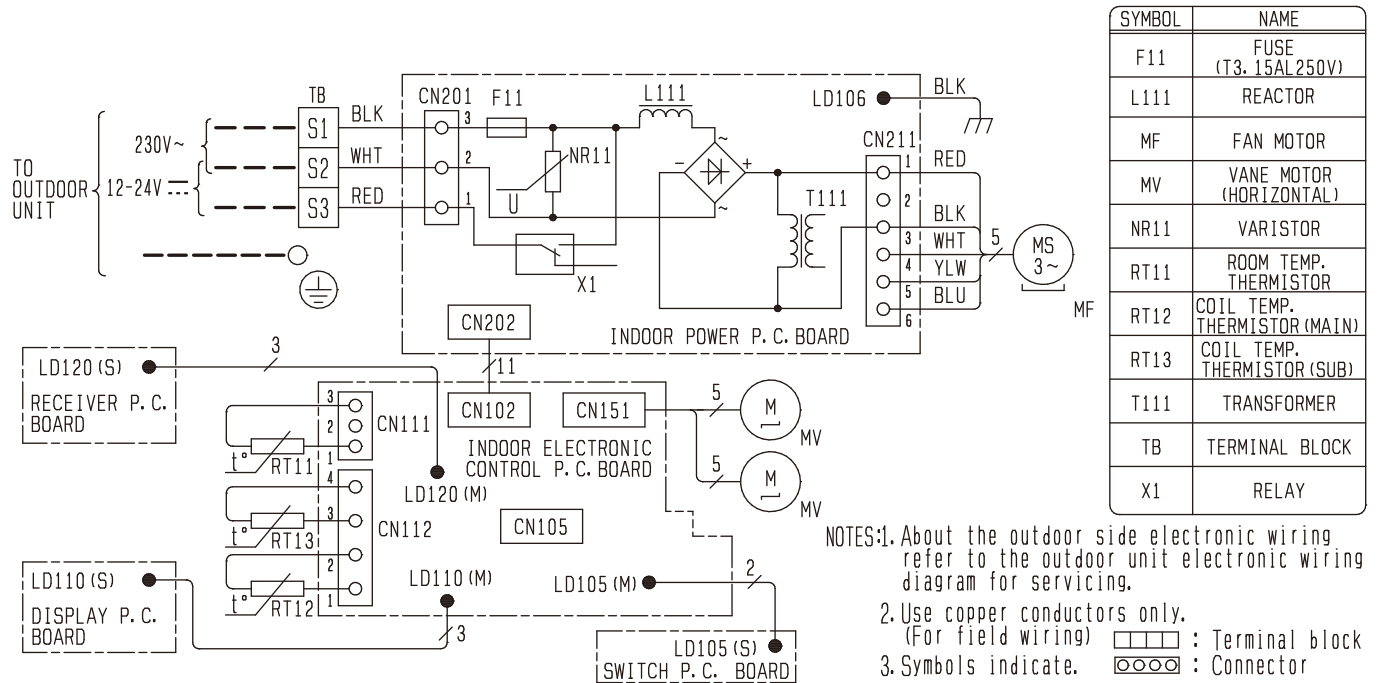 SYMBOL NAME
F11 FUSE
(T3.15AL250V)
L111 REACTOR
MF FAN MOTOR
MV VANE MOTOR
(HORIZONTAL)
NR11 VARISTOR
RT11 ROOM TEMP.
THERMISTOR
RT12 COIL TEMP.
THERMISTOR(MAIN)
RT13 COIL TEMP.
THERMISTOR(SUB)
T111 TRANSFORMER
TB TERMINAL BLOCK
X1 RELAY
TO
OUTDOOR
UNIT
230V~
12-24V
TB
S1
S2
S3
BLK
WHT
RED
CN201
3
2
1
F11
NR11
U
X1
L111
~
-
+
~
T111
LD106
BLK
CN211
1
2
3
4
5
6
RED
BLK
WHT
YLW
BLU
5
MS
3~
MF
INDOOR POWER P.C.BOARD
CN202
11
CN102
CN151
5
M
MV
5
M
MV
INDOOR ELECTRONIC
CONTROL P.C.BOARD
LD120(S)
RECEIVER P.C.
BOARD
3
LD120(M)
CN111
3
2
1
t°
RT11
CN112
4
3
2
1
t°
RT13
t°
RT12
CN105
LD110(S)
DISPLAY P.C.
BOARD
3
LD110(M)
LD105(M)
2
LD105(S)
SWITCH P.C. BOARD
NOTES:1. About the outdoor side electronic wiring
refer to the outdoor unit electronic wiring
diagram for servicing.
2. Use copper conductors only.
(For field wiring)
3. Symbols indicate.
: Terminal block
: Connector